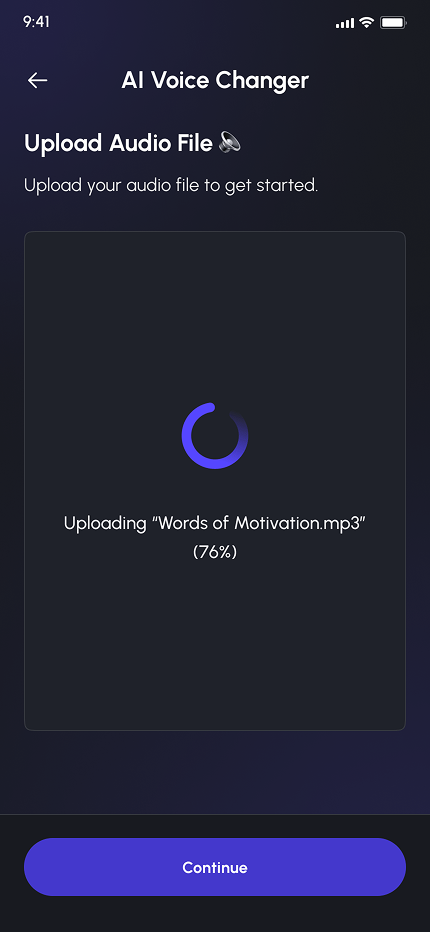 9:41
AI Voice Changer
Upload Audio File 🔈
Upload your audio file to get started.
Uploading “Words of Motivation.mp3”
(76%)
Continue